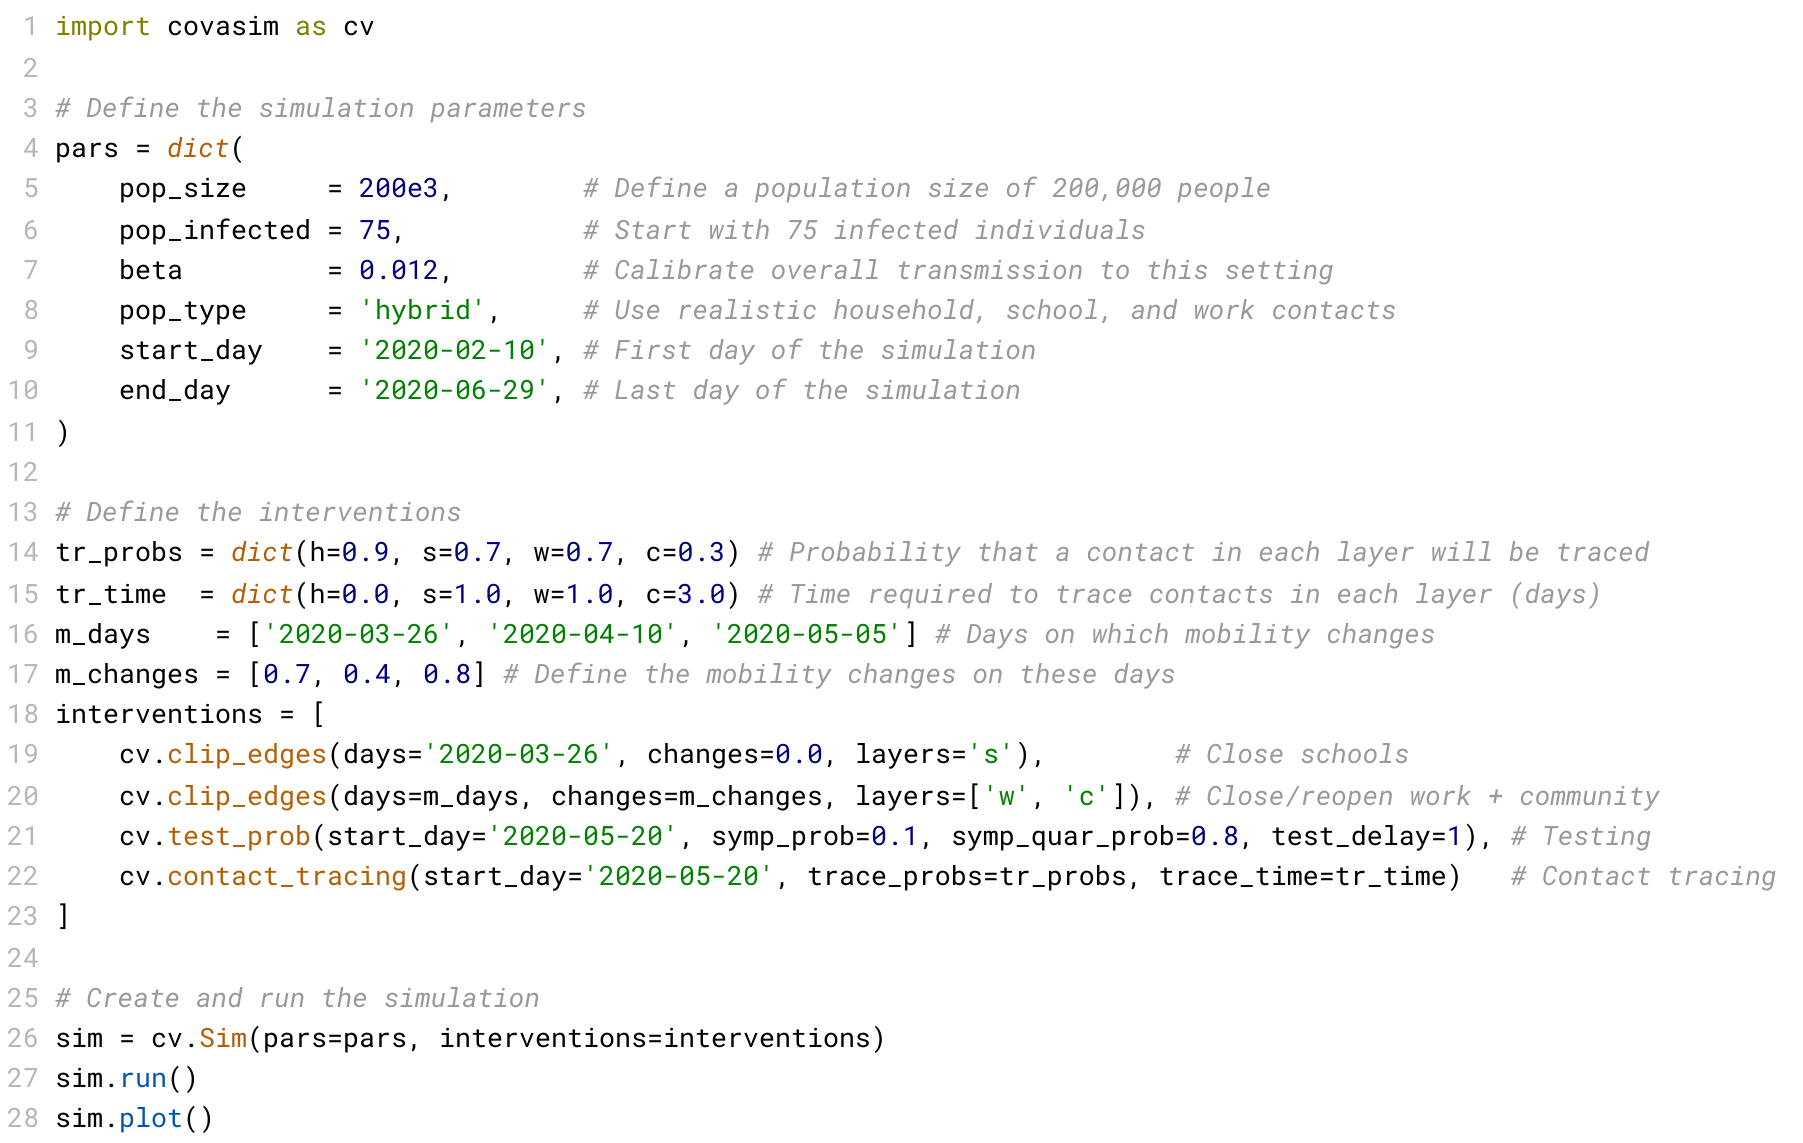 1 import covasim as cv
2
3 # Define the simulation parameters
4 pars = dict(
5     pop_size     = 200e3,        # Define a population size of 200,000 people
6     pop_infected = 75,           # Start with 75 infected individuals
7     beta         = 0.012,        # Calibrate overall transmission to this setting
8     pop_type     = 'hybrid',     # Use realistic household, school, and work contacts
9     start_day    = '2020-02-10', # First day of the simulation
10     end_day      = '2020-06-29', # Last day of the simulation
11 )
12
13 # Define the interventions
14 tr_probs = dict(h=0.9, s=0.7, w=0.7, c=0.3) # Probability that a contact in each layer will be traced
15 tr_time  = dict(h=0.0, s=1.0, w=1.0, c=3.0) # Time required to trace contacts in each layer (days)
16 m_days    = ['2020-03-26', '2020-04-10', '2020-05-05'] # Days on which mobility changes
17 m_changes = [0.7, 0.4, 0.8] # Define the mobility changes on these days
18 interventions = [
19     cv.clip_edges(days='2020-03-26', changes=0.0, layers='s'),        # Close schools
20     cv.clip_edges(days=m_days, changes=m_changes, layers=['w', 'c']), # Close/reopen work + community
21     cv.test_prob(start_day='2020-05-20', symp_prob=0.1, symp_quar_prob=0.8, test_delay=1), # Testing
22     cv.contact_tracing(start_day='2020-05-20', trace_probs=tr_probs, trace_time=tr_time)   # Contact tracing
23 ]
24
25 # Create and run the simulation
26 sim = cv.Sim(pars=pars, interventions=interventions)
27 sim.run()
28 sim.plot()